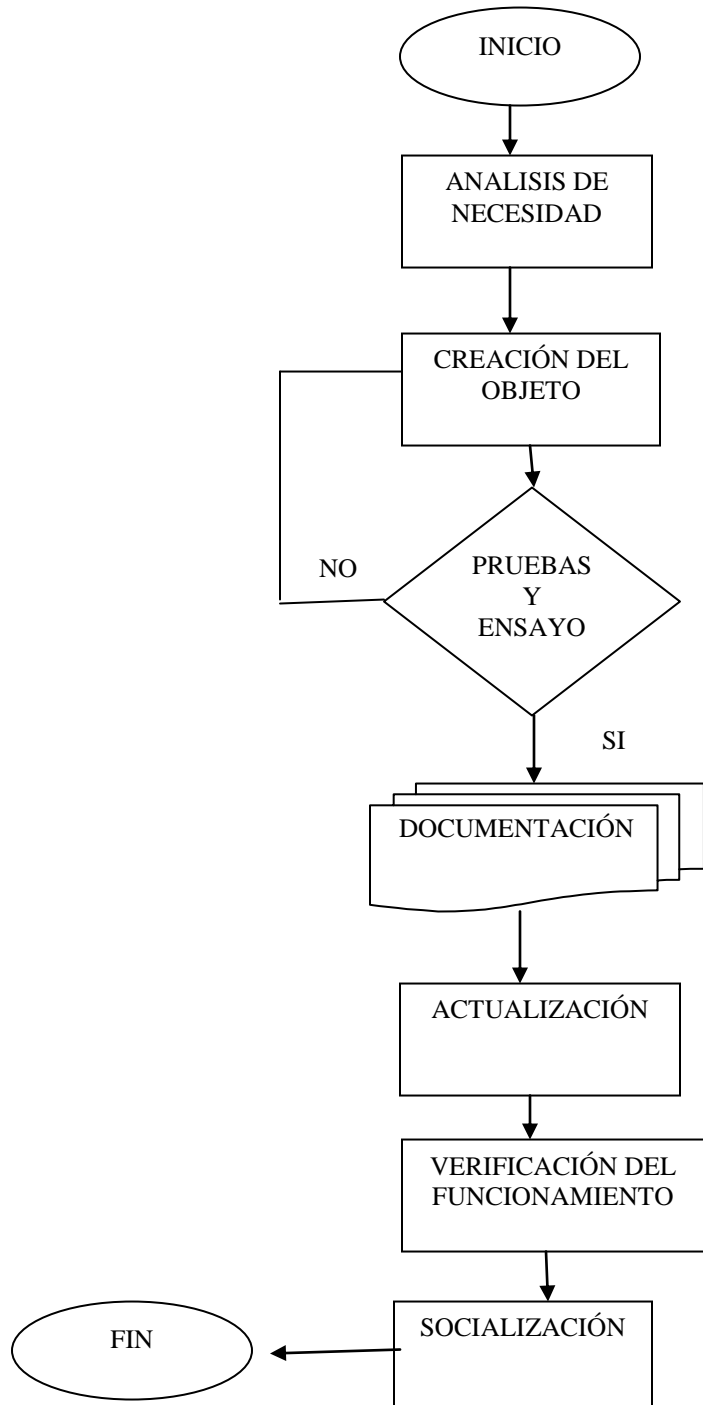 INICIO
ANALISIS DE
NECESIDAD
CREACIÓN DEL
OBJETO
NO
PRUEBAS
Y
ENSAYO
SI
DOCUMENTACIÓN
ACTUALIZACIÓN
VERIFICACIÓN DEL
FUNCIONAMIENTO
SOCIALIZACIÓN
FIN